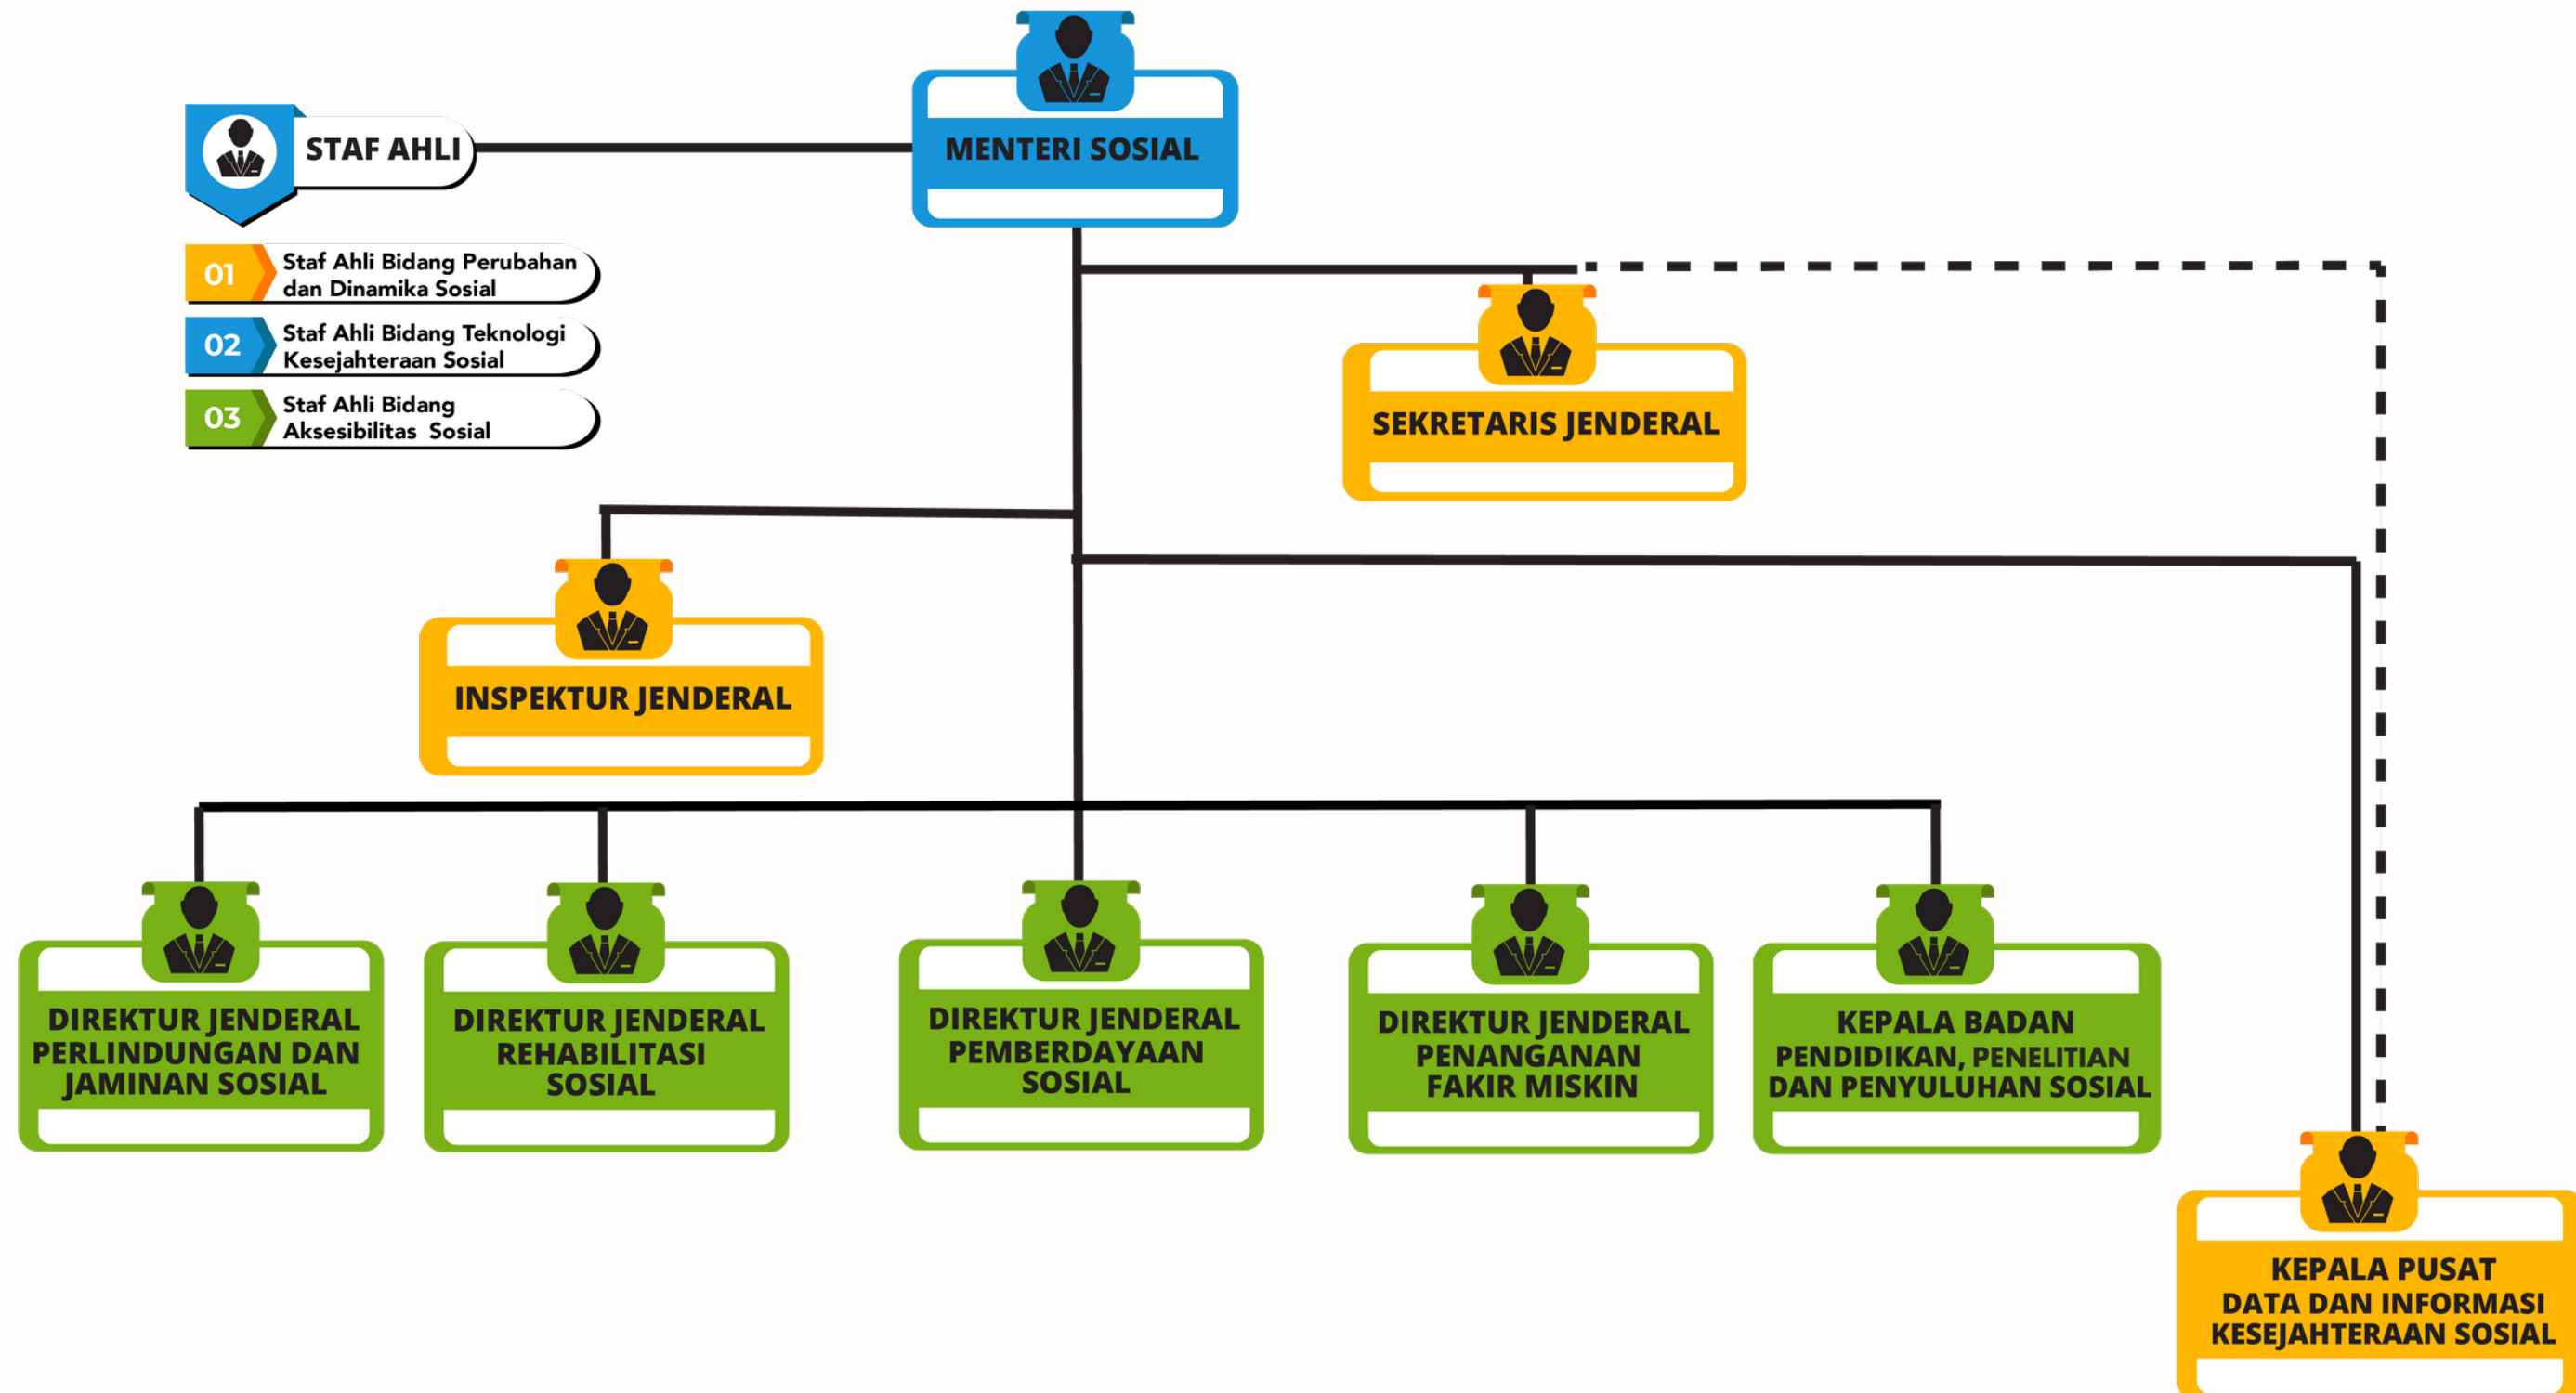 MENTERI SOSIAL
STAF AHLI
01
Staf Ahli Bidang Perubahan
dan Dinamika Sosial
02
Staf Ahli Bidang Teknologi
Kesejahteraan Sosial
03
Staf Ahli Bidang
Aksesibilitas Sosial
SEKRETARIS JENDERAL
INSPEKTUR JENDERAL
DIREKTUR JENDERAL
PERLINDUNGAN DAN
JAMINAN SOSIAL
DIREKTUR JENDERAL
REHABILITASI
SOSIAL
DIREKTUR JENDERAL
PEMBERDAYAAN
SOSIAL
DIREKTUR JENDERAL
PENANGANAN
FAKIR MISKIN
KEPALA BADAN
PENDIDIKAN, PENELITIAN
DAN PENYULUHAN SOSIAL
KEPALA PUSAT
DATA DAN INFORMASI
KESEJAHTERAAN SOSIAL